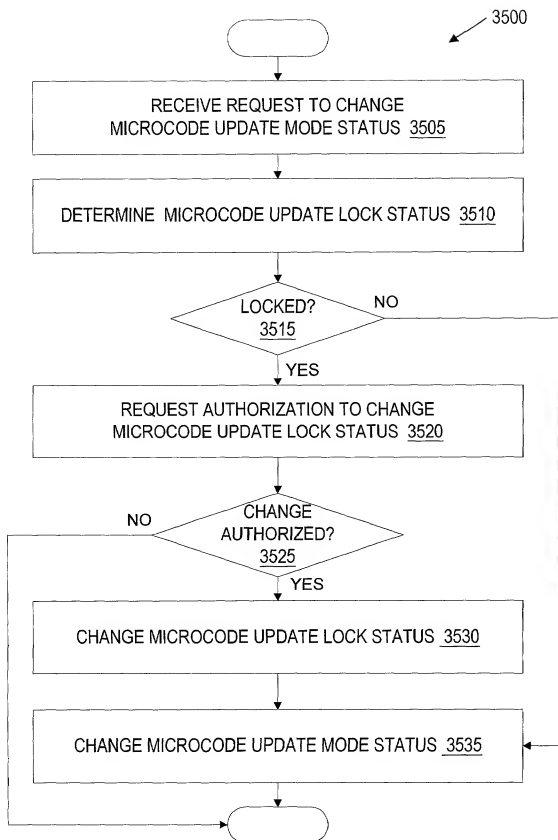 3500
RECEIVE REQUEST TO CHANGE
MICROCODE UPDATE MODE STATUS 3505
DETERMINE MICROCODE UPDATE LOCK STATUS 3510
LOCKED?
3515
NO
YES
REQUEST AUTHORIZATION TO CHANGE
MICROCODE UPDATE LOCK STATUS 3520
NO
CHANGE
AUTHORIZED?
3525
YES
CHANGE MICROCODE UPDATE LOCK STATUS 3530
CHANGE MICROCODE UPDATE MODE STATUS 3535